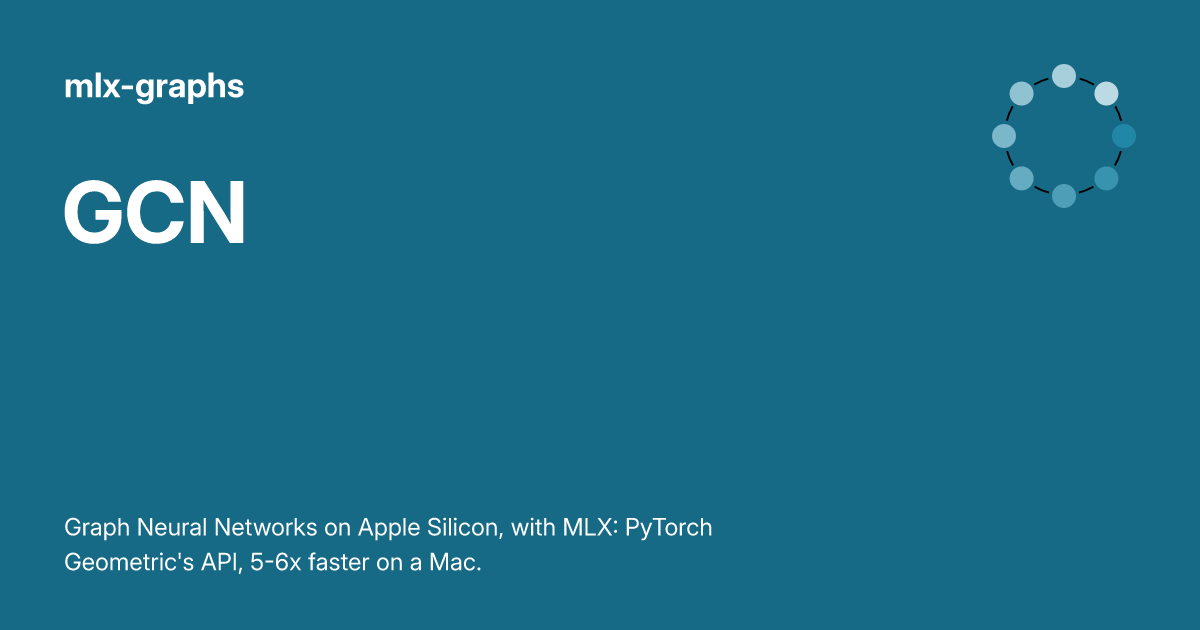 mlx-graphs
GCN
Graph Neural Networks on Apple Silicon, with MLX: PyTorch
Geometric's API, 5-6x faster on a Mac.